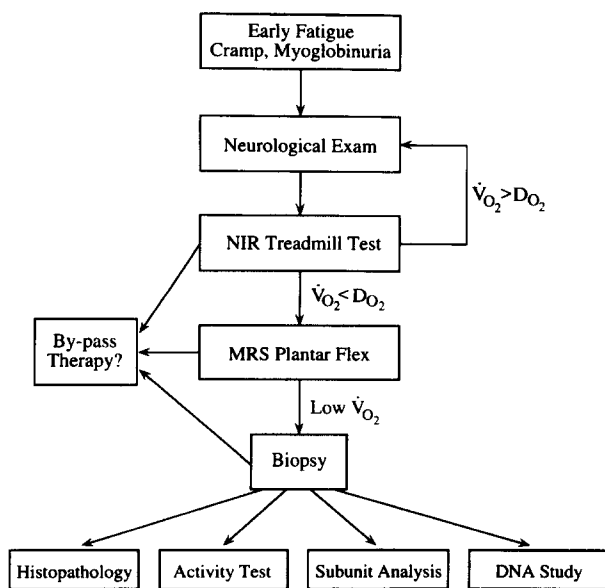 Early Fatigue
Cramp, Myoglobinuria
Neurological Exam
V̇O₂>DO₂
NIR Treadmill Test
V̇O₂<DO₂
By-pass
Therapy?
MRS Plantar Flex
Low V̇O₂
Biopsy
Histopathology
Activity Test
Subunit Analysis
DNA Study